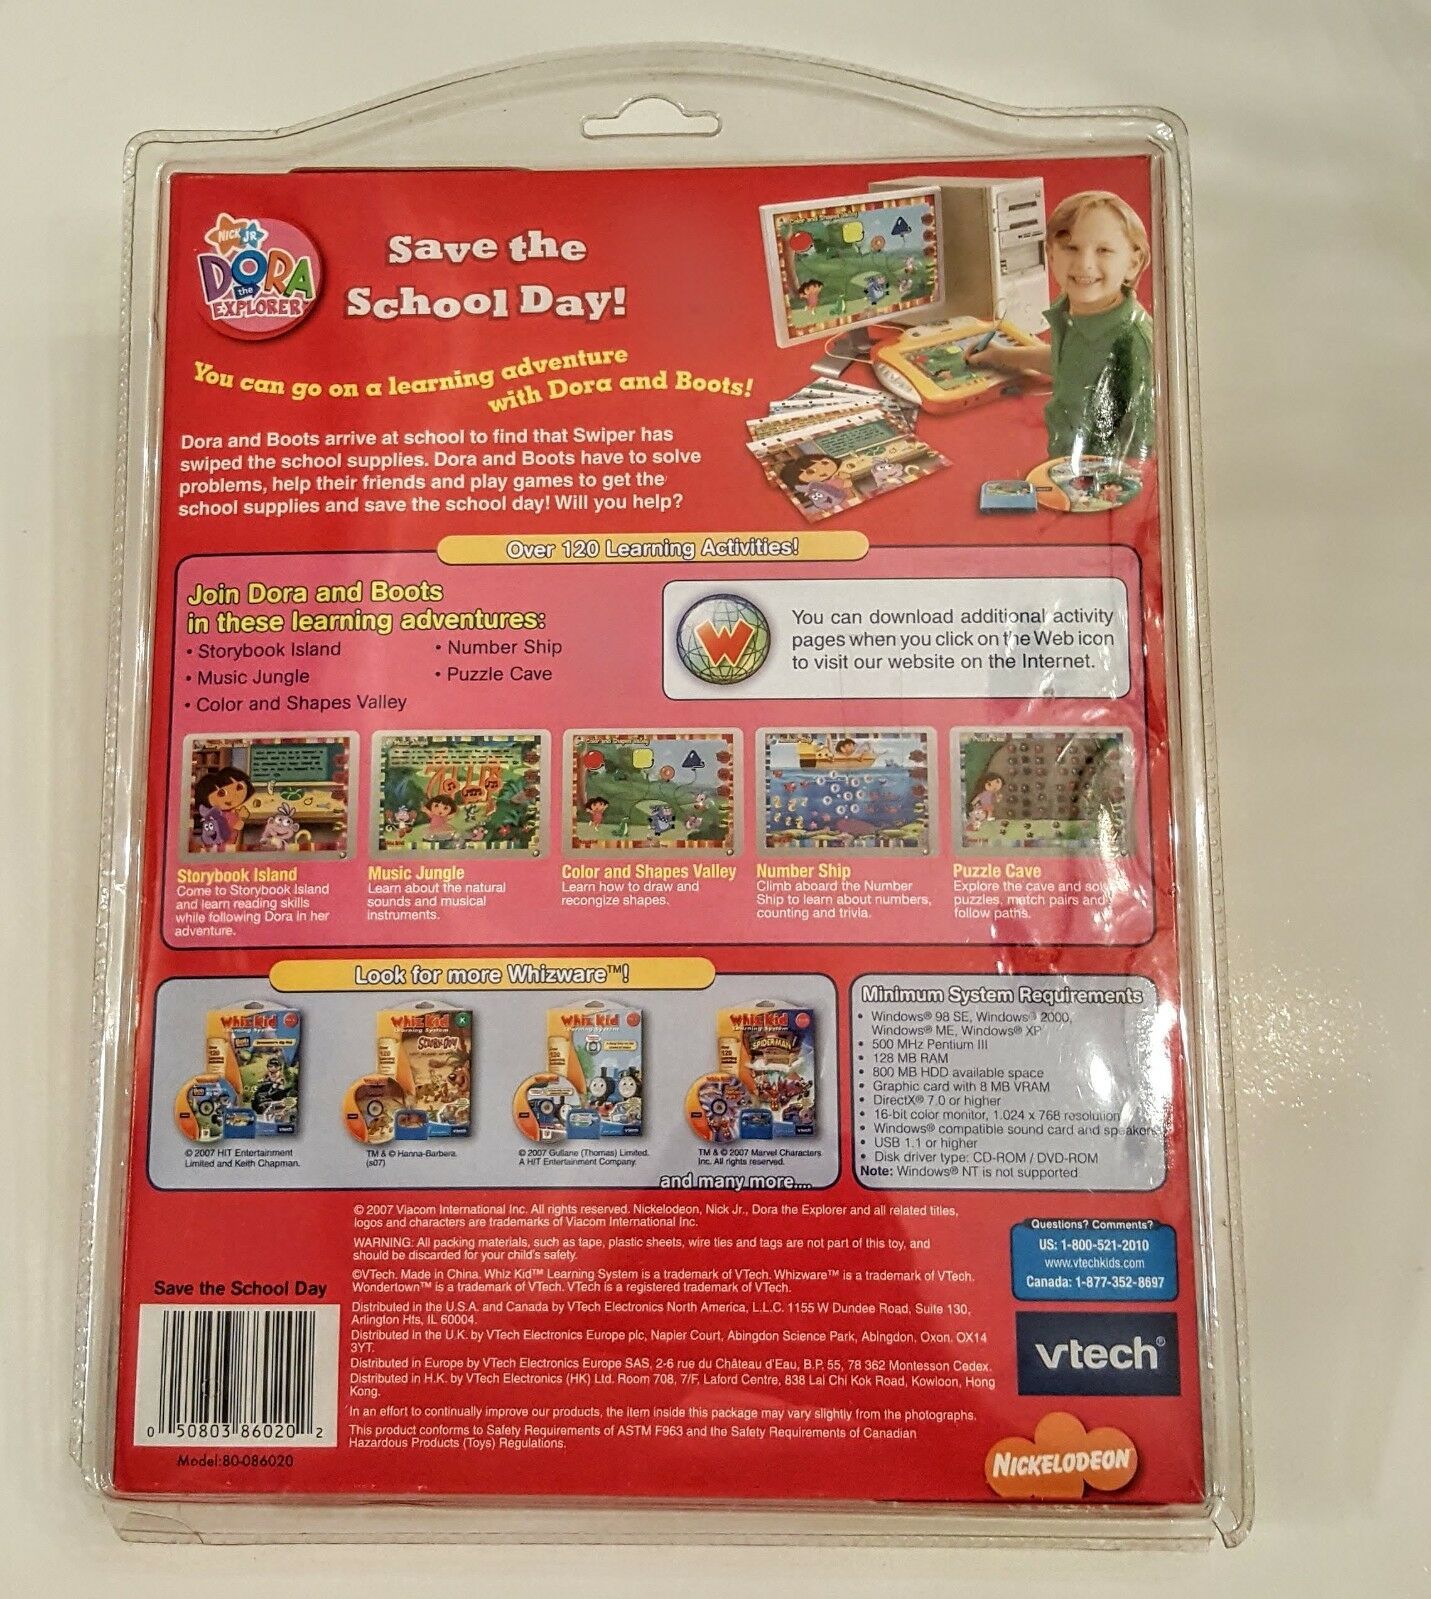 NICK JR
DORA
the
EXPLORER
Save the
School Day!
You can go on a learning adventure
with Dora and Boots!
Dora and Boots arrive at school to find that Swiper has
swiped the school supplies. Dora and Boots have to solve
problems, help their friends and play games to get the
school supplies and save the school day! Will you help?
Over 120 Learning Activities!
Join Dora and Boots
in these learning adventures:
• Storybook Island
• Music Jungle
• Color and Shapes Valley
• Number Ship
• Puzzle Cave
W
You can download additional activity
pages when you click on the Web icon
to visit our website on the Internet.
Storybook Island
Come to Storybook Island
and learn reading skills
while following Dora in her
adventure.
Music Jungle
Learn about the natural
sounds and musical
instruments.
Color and Shapes Valley
Learn how to draw and
recongize shapes.
Number Ship
Climb aboard the Number
Ship to learn about numbers,
counting and trivia.
Puzzle Cave
Explore the cave and solve
puzzles, match pairs and
follow paths.
Look for more Whizware™!
Whiz Kid
Learning System
Whiz Kid
Learning System
SCOOBY-DOO!
Whiz Kid
Learning System
Whiz Kid
Learning System
SPIDER-MAN
© 2007 HIT Entertainment
Limited and Keith Chapman.
TM & © Hanna-Barbera.
(s07)
© 2007 Gullane (Thomas) Limited.
A HIT Entertainment Company.
TM & © 2007 Marvel Characters
Inc. All rights reserved.
and many more....
Minimum System Requirements
• Windows® 98 SE, Windows® 2000,
Windows® ME, Windows® XP
• 500 MHz Pentium III
• 128 MB RAM
• 800 MB HDD available space
• Graphic card with 8 MB VRAM
• DirectX® 7.0 or higher
• 16-bit color monitor, 1.024 x 768 resolution
• Windows® compatible sound card and speakers
• USB 1.1 or higher
• Disk driver type: CD-ROM / DVD-ROM
Note: Windows® NT is not supported
© 2007 Viacom International Inc. All rights reserved. Nickelodeon, Nick Jr., Dora the Explorer and all related titles,
logos and characters are trademarks of Viacom International Inc.
WARNING: All packing materials, such as tape, plastic sheets, wire ties and tags are not part of this toy, and
should be discarded for your child's safety.
©VTech. Made in China. Whiz Kid™ Learning System is a trademark of VTech. Whizware™ is a trademark of VTech.
Wondertown™ is a trademark of VTech. VTech is a registered trademark of VTech.
Distributed in the U.S.A. and Canada by VTech Electronics North America, L.L.C. 1155 W Dundee Road, Suite 130,
Arlington Hts, IL 60004.
Distributed in the U.K. by VTech Electronics Europe plc, Napier Court, Abingdon Science Park, Abingdon, Oxon. OX14
3YT.
Distributed in Europe by VTech Electronics Europe SAS, 2-6 rue du Château d'Eau, B.P. 55, 78 362 Montesson Cedex.
Distributed in H.K. by VTech Electronics (HK) Ltd. Room 708, 7/F, Laford Centre, 838 Lai Chi Kok Road, Kowloon, Hong
Kong.
In an effort to continually improve our products, the item inside this package may vary slightly from the photographs.
This product conforms to Safety Requirements of ASTM F963 and the Safety Requirements of Canadian
Hazardous Products (Toys) Regulations.
Questions? Comments?
US: 1-800-521-2010
www.vtechkids.com
Canada: 1-877-352-8697
vtech®
NICKELODEON
Save the School Day
0 50803 86020 2
Model:80-086020